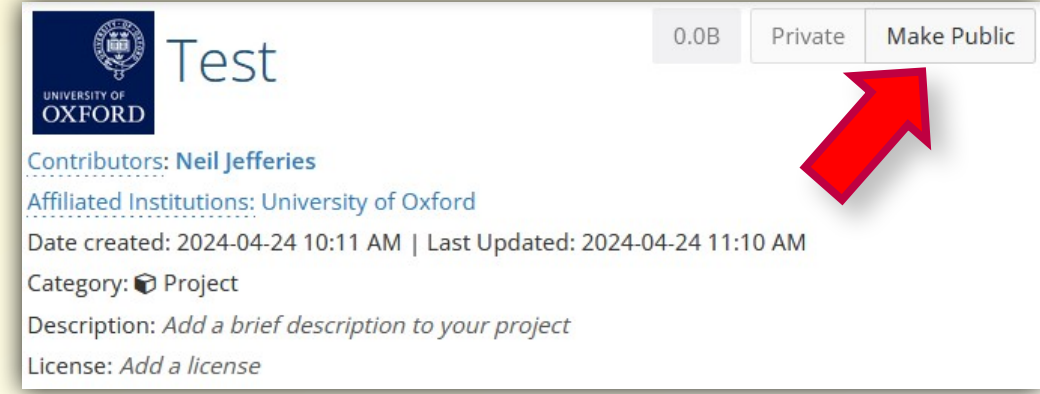 UNIVERSITY OF
OXFORD
Test
0.0B Private Make Public
Contributors: Neil Jefferies
Affiliated Institutions: University of Oxford
Date created: 2024-04-24 10:11 AM | Last Updated: 2024-04-24 11:10 AM
Category: Project
Description: Add a brief description to your project
License: Add a license